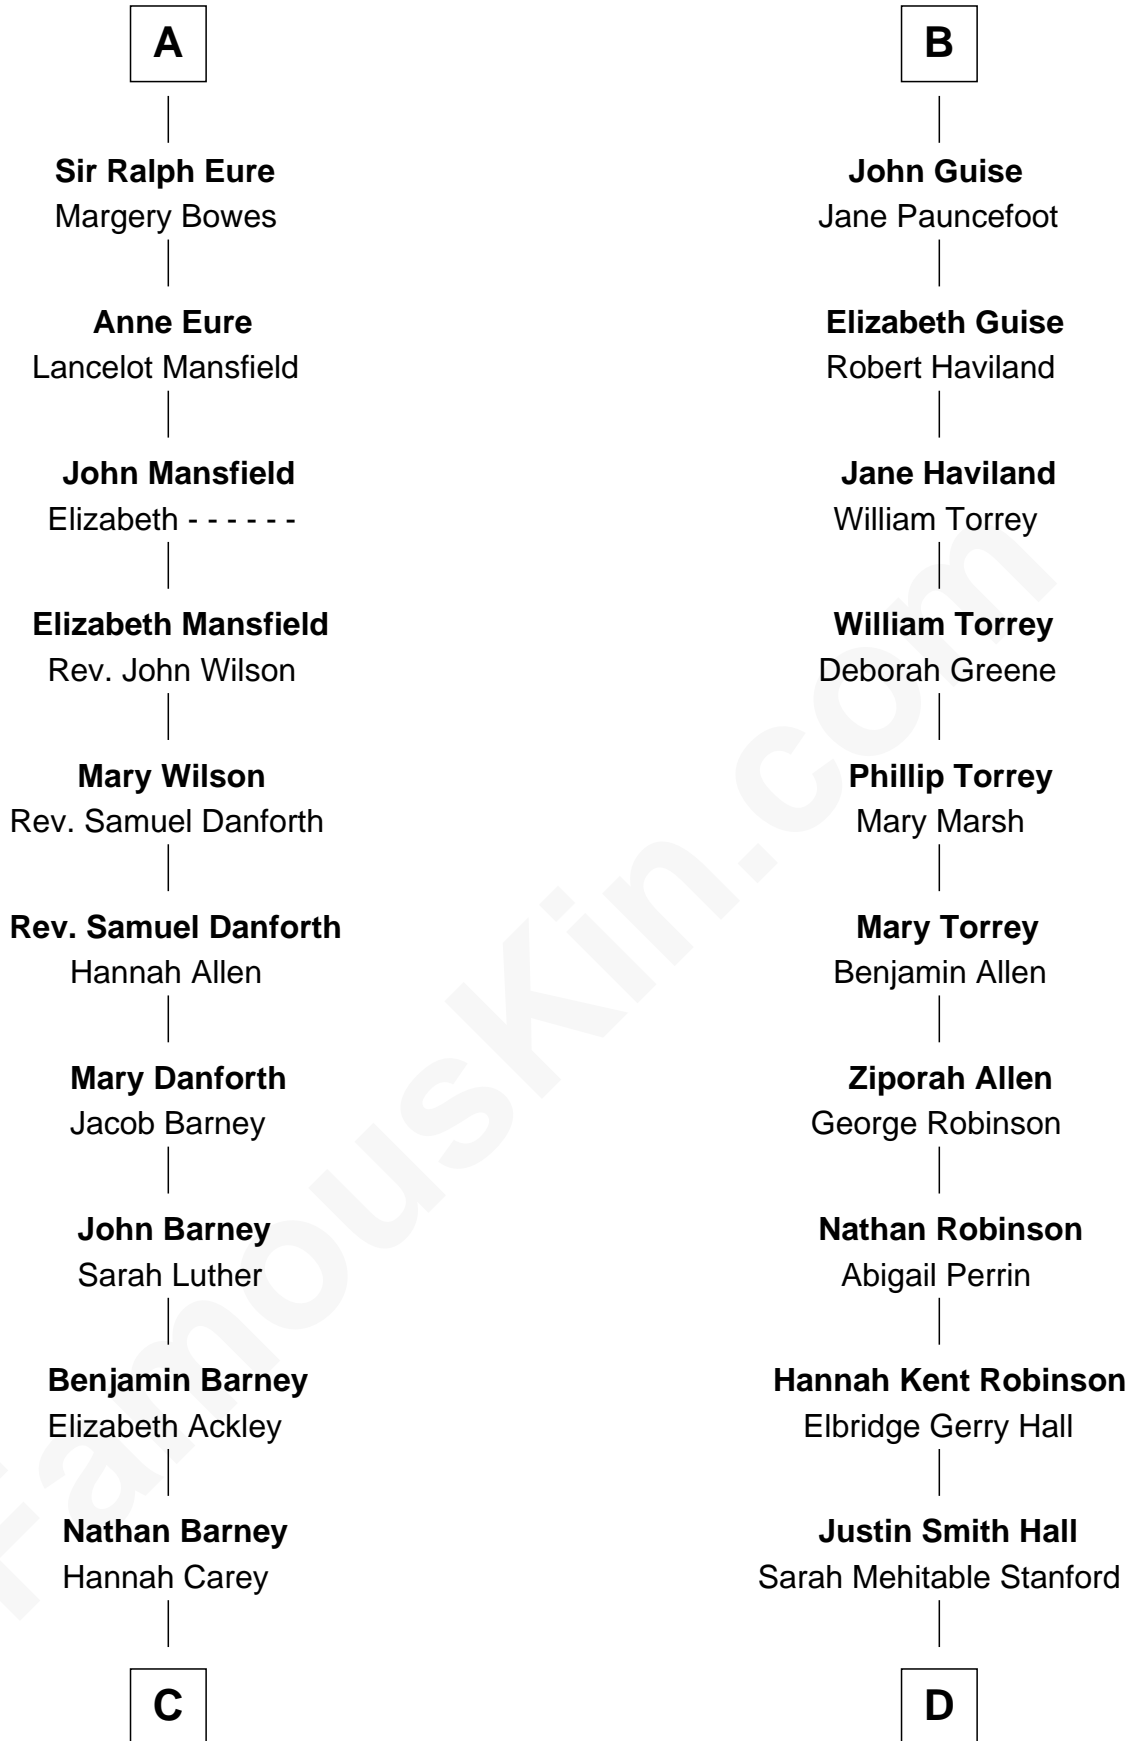 A
Sir Ralph Eure
Margery Bowes
Anne Eure
Lancelot Mansfield
John Mansfield
Elizabeth - - - - - -
Elizabeth Mansfield
Rev. John Wilson
Mary Wilson
Rev. Samuel Danforth
Rev. Samuel Danforth
Hannah Allen
Mary Danforth
Jacob Barney
John Barney
Sarah Luther
Benjamin Barney
Elizabeth Ackley
Nathan Barney
Hannah Carey
C
B
John Guise
Jane Pauncefoot
Elizabeth Guise
Robert Haviland
Jane Haviland
William Torrey
William Torrey
Deborah Greene
Phillip Torrey
Mary Marsh
Mary Torrey
Benjamin Allen
Ziporah Allen
George Robinson
Nathan Robinson
Abigail Perrin
Hannah Kent Robinson
Elbridge Gerry Hall
Justin Smith Hall
Sarah Mehitable Stanford
D
FamousKin.com